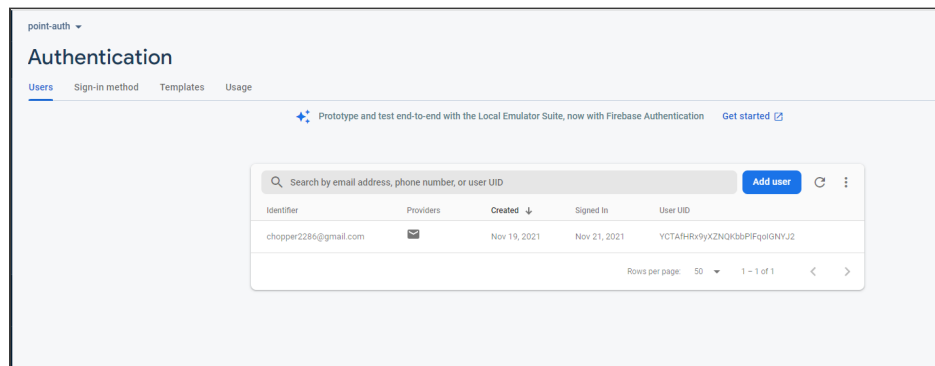 point-auth
Authentication
Users Sign-in method Templates Usage
Prototype and test end-to-end with the Local Emulator Suite, now with Firebase Authentication Get started
Search by email address, phone number, or user UID Add user
Identifier Providers Created Signed In User UID
chopper2286@gmail.com Nov 19, 2021 Nov 21, 2021 YCTAfHRx9yXZNQKbbPlFqoIGNYJ2
Rows per page: 50 1 – 1 of 1